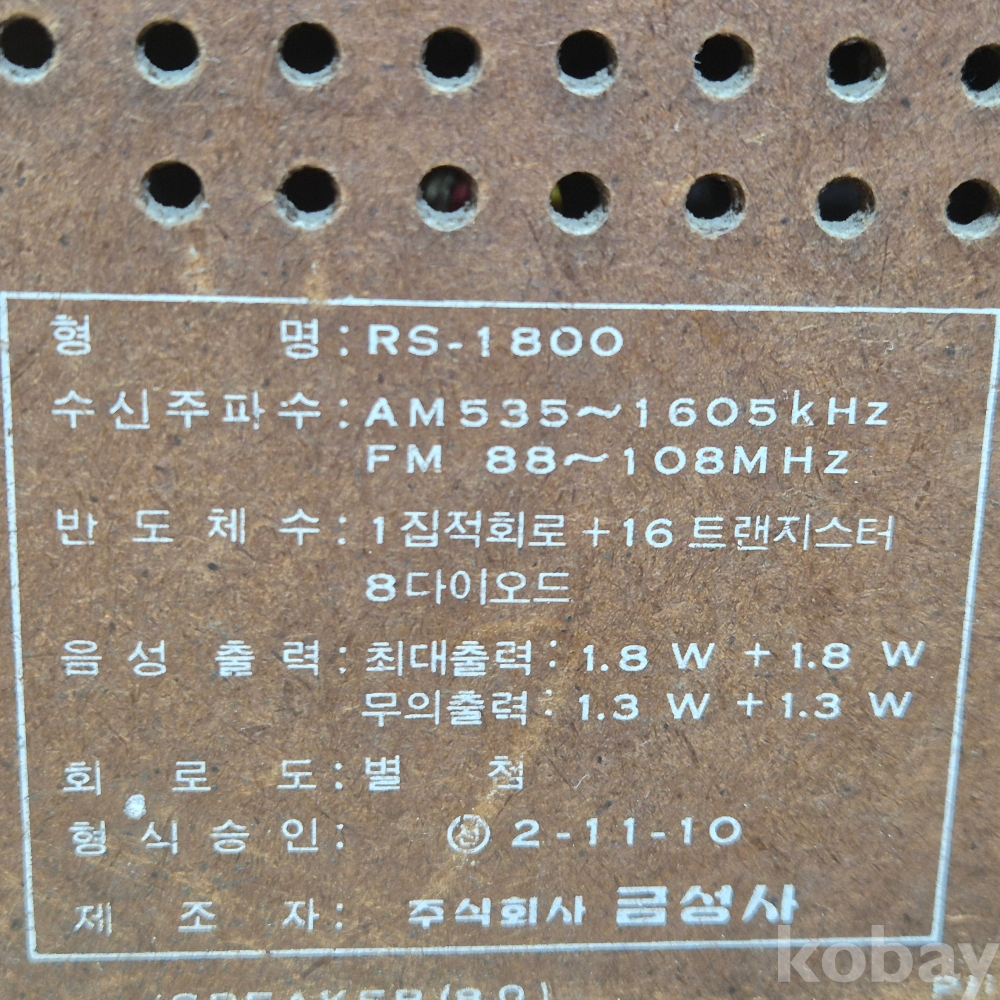 형 명 : RS-1800
수신주파수 : AM535~1605kHz
FM 88~108MHz
반 도 체 수 : 1집적회로+16트랜지스터
8다이오드
음 성 출 력 : 최대출력 : 1.8 W +1.8 W
무의출력 : 1.3 W +1.3 W
회 로 도 : 별 첨
형 식 승 인 : ㉠ 2-11-10
제 조 자 : 주식회사 금성사
kobay
SPEAKER(8Ω)